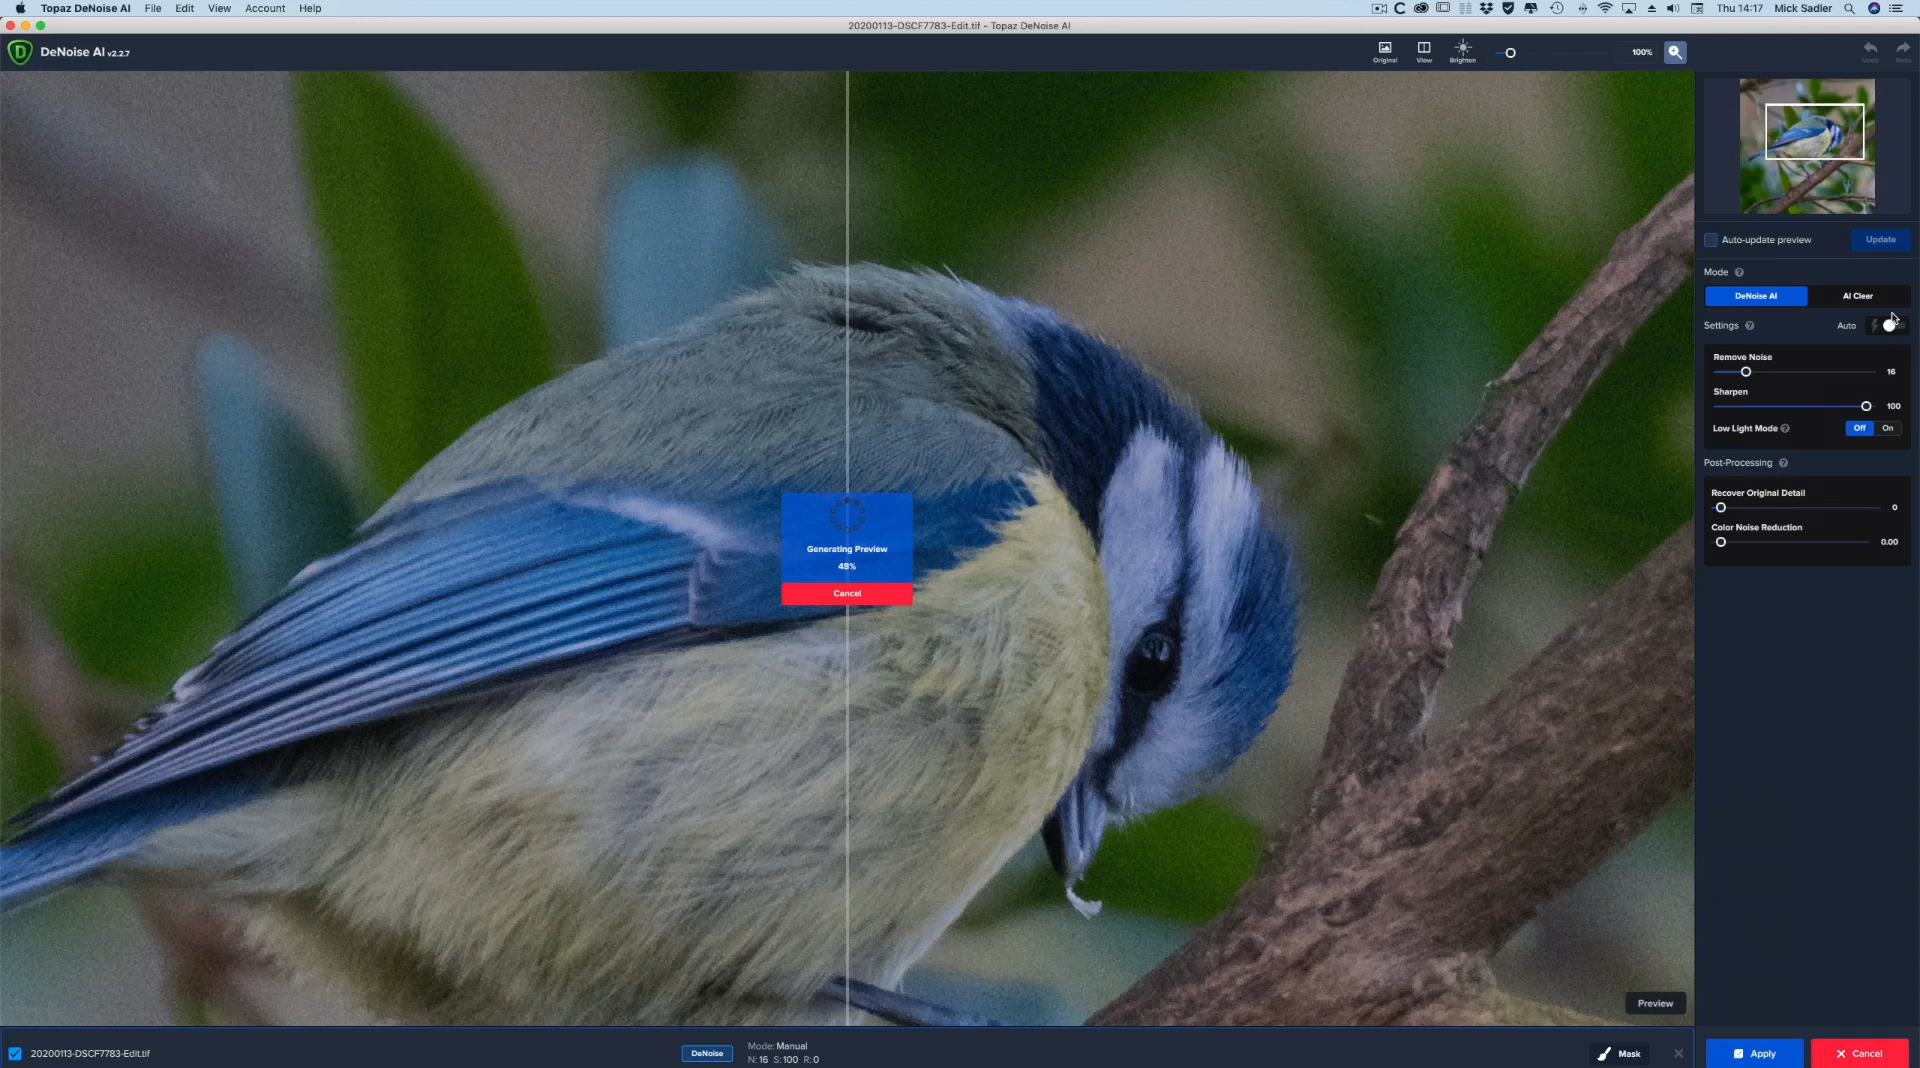 Topaz DeNoise AI File Edit View Account Help Thu 14:17 Mick Sadler
20200113-DSCF7783-Edit.tif - Topaz DeNoise AI
DeNoise AI v2.2.7
Original View Brighten 100% Undo Redo
Auto-update preview Update
Mode
DeNoise AI AI Clear
Settings Auto
Remove Noise
16
Sharpen
100
Low Light Mode Off On
Post-Processing
Recover Original Detail
0
Color Noise Reduction
0.00
Generating Preview
48%
Cancel
Preview
20200113-DSCF7783-Edit.tif DeNoise Mode: Manual
N:16 S:100 R:0
Mask
Apply Cancel